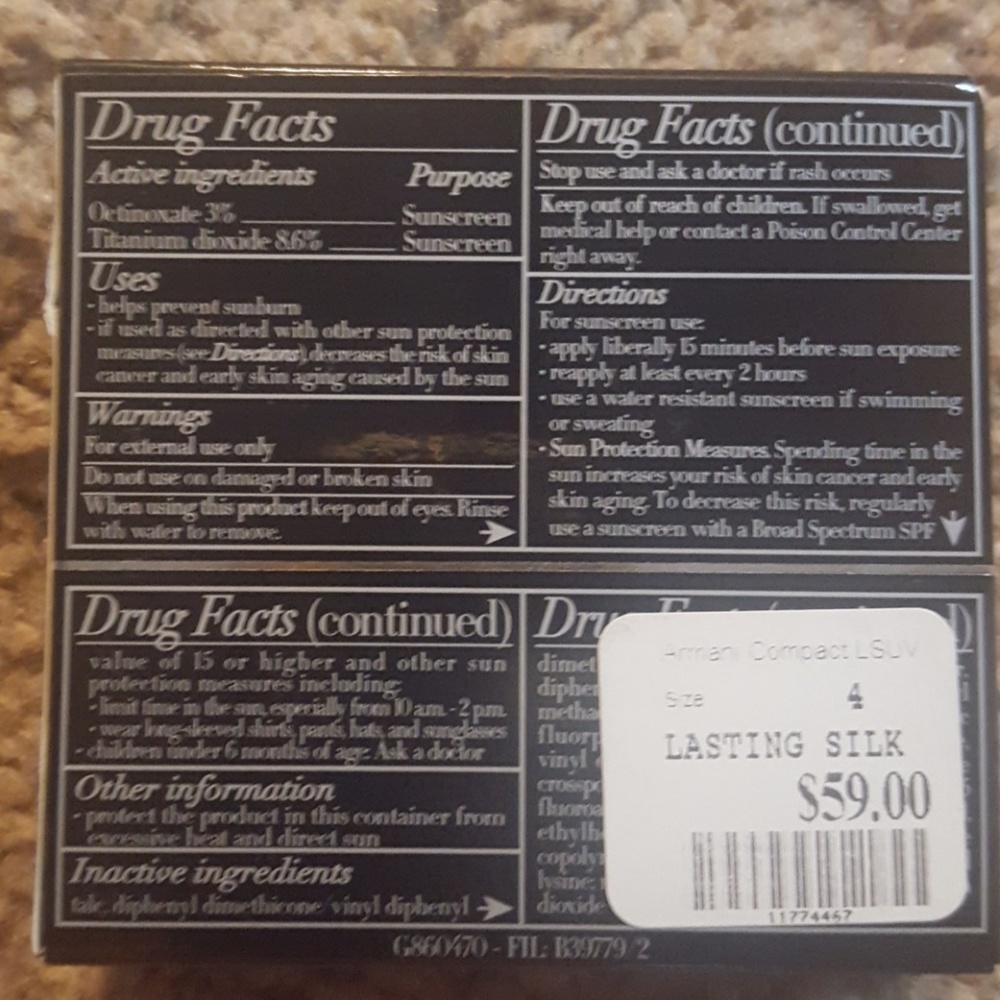 Drug Facts
Active ingredients Purpose
Octinoxate 3% Sunscreen
Titanium dioxide 8.6% Sunscreen
Uses
- helps prevent sunburn
- if used as directed with other sun protection
measures (see Directions), decreases the risk of skin
cancer and early skin aging caused by the sun
Warnings
For external use only
Do not use on damaged or broken skin
When using this product keep out of eyes. Rinse
with water to remove.
Drug Facts (continued)
Stop use and ask a doctor if rash occurs
Keep out of reach of children. If swallowed, get
medical help or contact a Poison Control Center
right away.
Directions
For sunscreen use:
• apply liberally 15 minutes before sun exposure
• reapply at least every 2 hours
• use a water resistant sunscreen if swimming
or sweating
• Sun Protection Measures. Spending time in the
sun increases your risk of skin cancer and early
skin aging. To decrease this risk, regularly
use a sunscreen with a Broad Spectrum SPF
Drug Facts (continued)
value of 15 or higher and other sun
protection measures including:
- limit time in the sun, especially from 10 a.m. - 2 p.m.
- wear long-sleeved shirts, pants, hats, and sunglasses
- children under 6 months of age: Ask a doctor
Other information
- protect the product in this container from
excessive heat and direct sun
Inactive ingredients
talc, diphenyl dimethicone/vinyl diphenyl
Armani Compact LSUV
Size 4
LASTING SILK
$59.00
11774467
G860470 - FIL: B39779/2